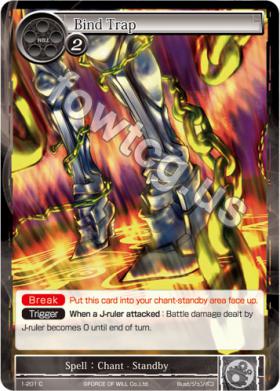 Bind Trap
WILL
2
fowtcg.us
Break Put this card into your chant-standby area face up.
Trigger When a J-ruler attacked : Battle damage dealt by
J-ruler becomes 0 until end of turn.
Spell : Chant - Standby
1-201 C ©FORCE OF WILL Co.,Ltd.